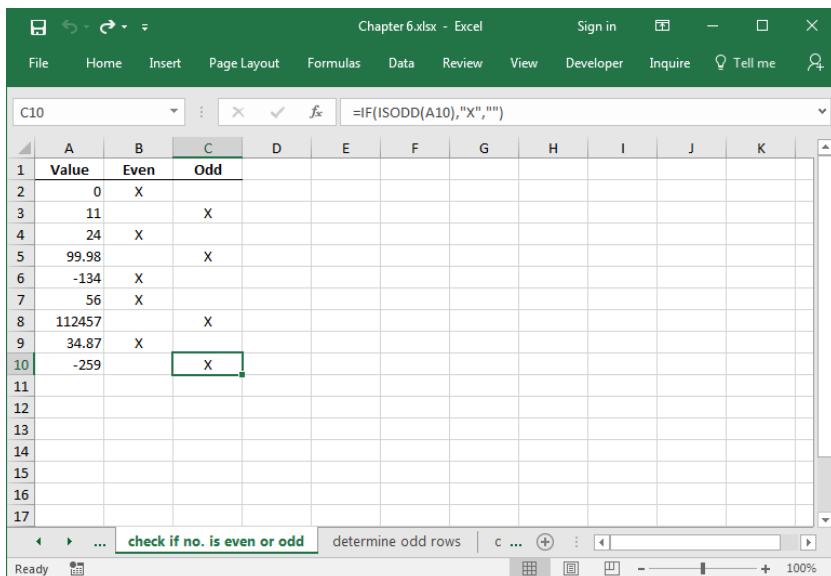 Chapter 6.xlsx - Excel Sign in
File Home Insert Page Layout Formulas Data Review View Developer Inquire Tell me
C10 fx =IF(ISODD(A10),"X","")
A B C D E F G H I J K
1 Value Even Odd
2 0 X
3 11 X
4 24 X
5 99.98 X
6 -134 X
7 56 X
8 112457 X
9 34.87 X
10 -259 X
11
12
13
14
15
16
17
... check if no. is even or odd determine odd rows c ...
Ready 100%